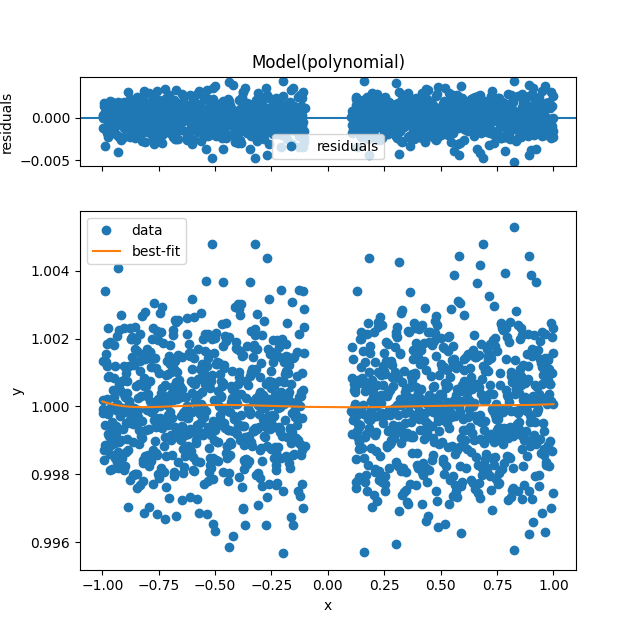 Model(polynomial)
residuals
0.000
−0.005
residuals
data
best-fit
y
1.004
1.002
1.000
0.998
0.996
−1.00 −0.75 −0.50 −0.25 0.00 0.25 0.50 0.75 1.00
x